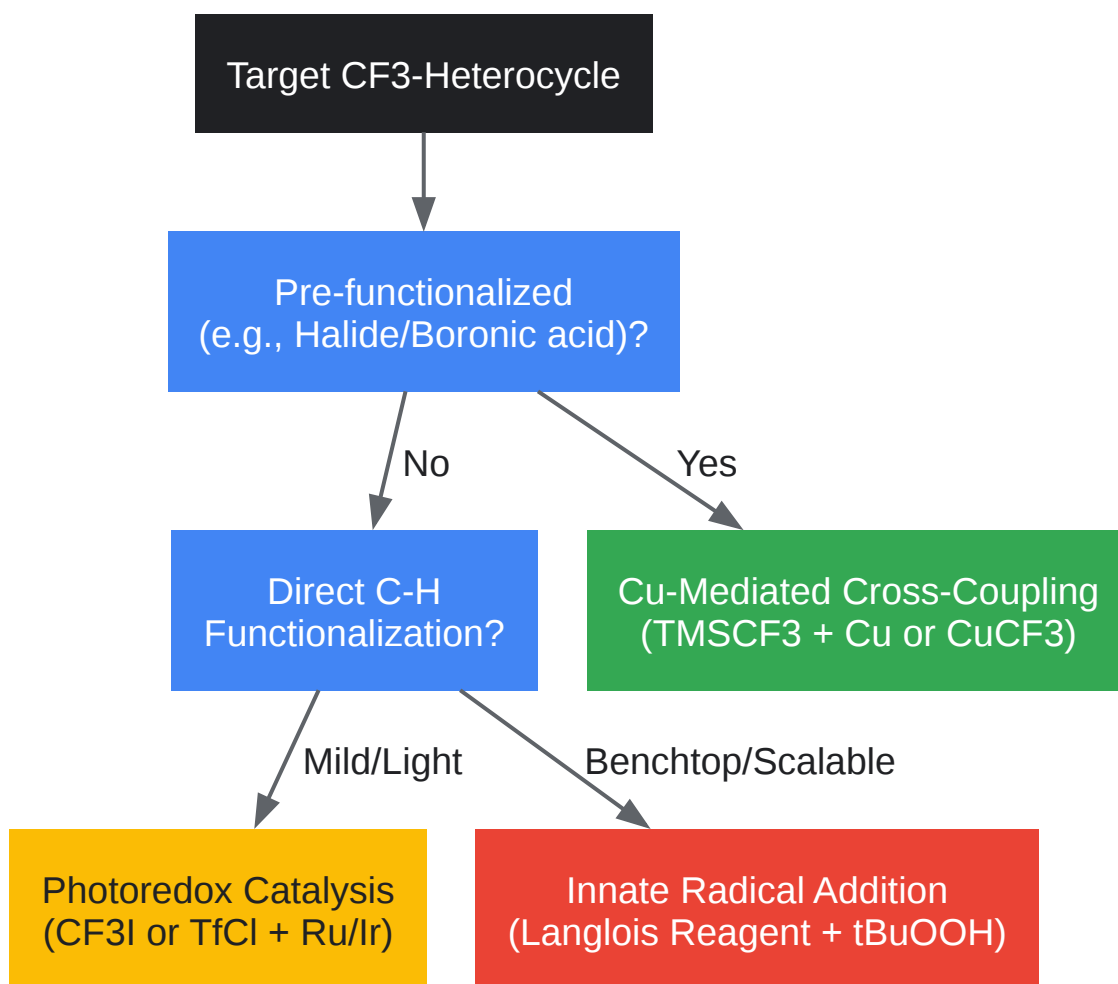 Target CF3-Heterocycle
Pre-functionalized
(e.g., Halide/Boronic acid)?
No
Yes
Direct C-H
Functionalization?
Cu-Mediated Cross-Coupling
(TMSCF3 + Cu or CuCF3)
Mild/Light
Benchtop/Scalable
Photoredox Catalysis
(CF3I or TfCl + Ru/Ir)
Innate Radical Addition
(Langlois Reagent + tBuOOH)